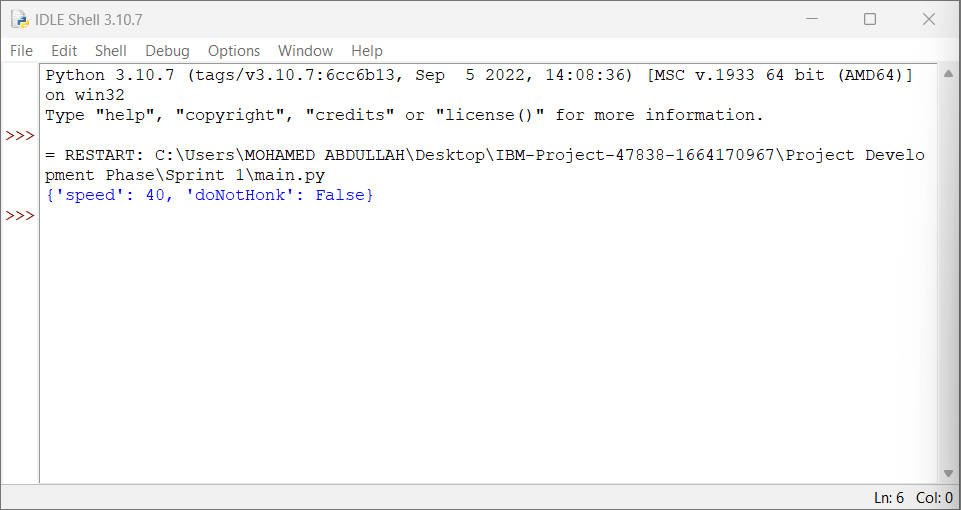 IDLE Shell 3.10.7
File Edit Shell Debug Options Window Help
Python 3.10.7 (tags/v3.10.7:6cc6b13, Sep  5 2022, 14:08:36) [MSC v.1933 64 bit (AMD64)]
on win32
Type "help", "copyright", "credits" or "license()" for more information.
>>>
= RESTART: C:\Users\MOHAMED ABDULLAH\Desktop\IBM-Project-47838-1664170967\Project Develo
pment Phase\Sprint 1\main.py
{'speed': 40, 'doNotHonk': False}
>>>
Ln: 6 Col: 0